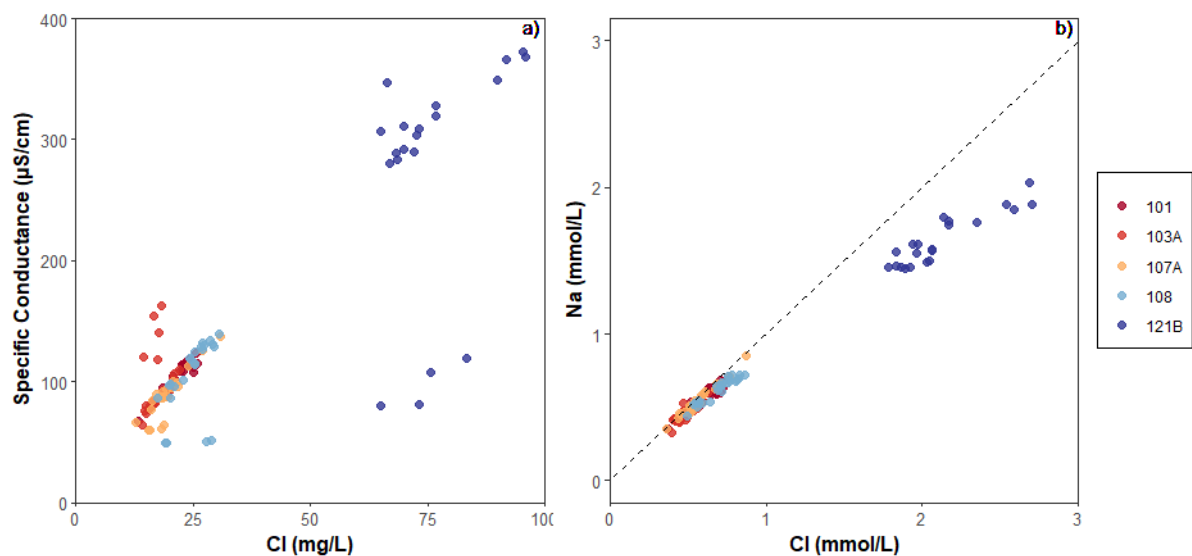 a)
Specific Conductance (µS/cm)
400
300
200
100
0
0 25 50 75 100
Cl (mg/L)
b)
Na (mmol/L)
3
2
1
0
0 1 2 3
Cl (mmol/L)
101
103A
107A
108
121B